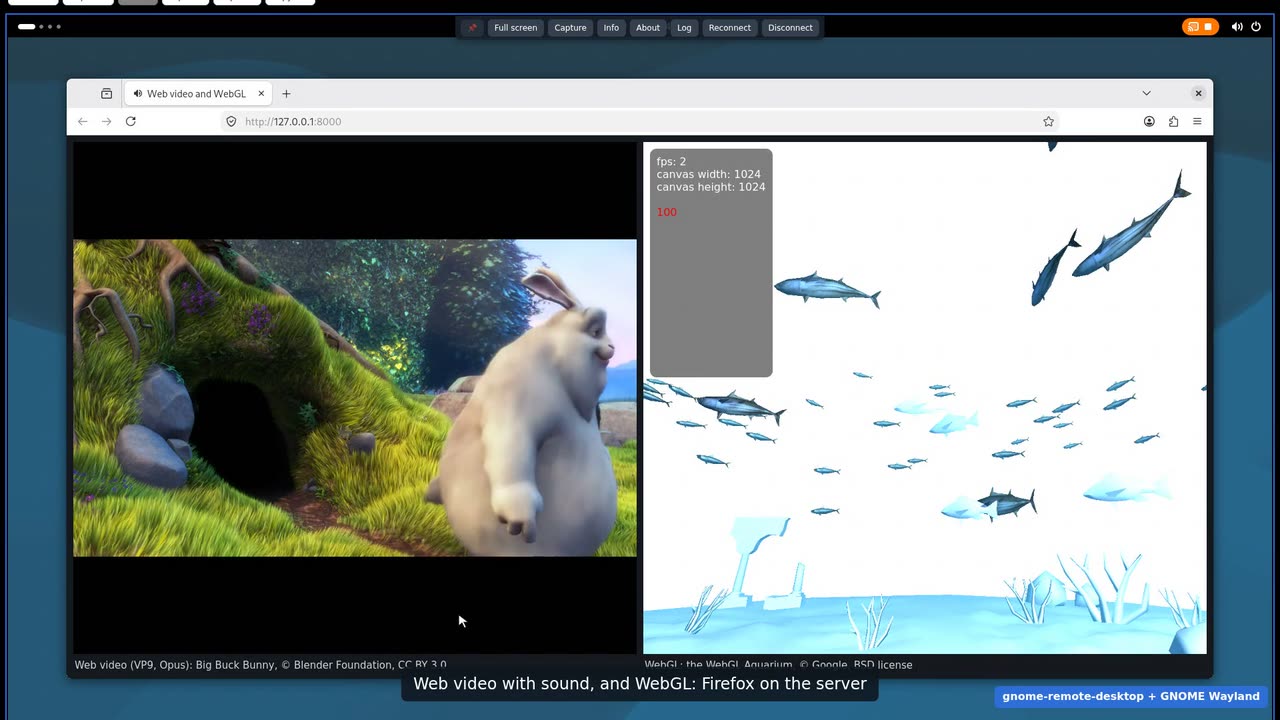 Full screen
Capture
Info
About
Log
Reconnect
Disconnect
Web video and WebGL
http://127.0.0.1:8000
fps: 2
canvas width: 1024
canvas height: 1024
100
Web video (VP9, Opus): Big Buck Bunny, © Blender Foundation, CC BY 3.0
WebGL: the WebGL Aquarium, © Google, BSD license
Web video with sound, and WebGL: Firefox on the server
gnome-remote-desktop + GNOME Wayland